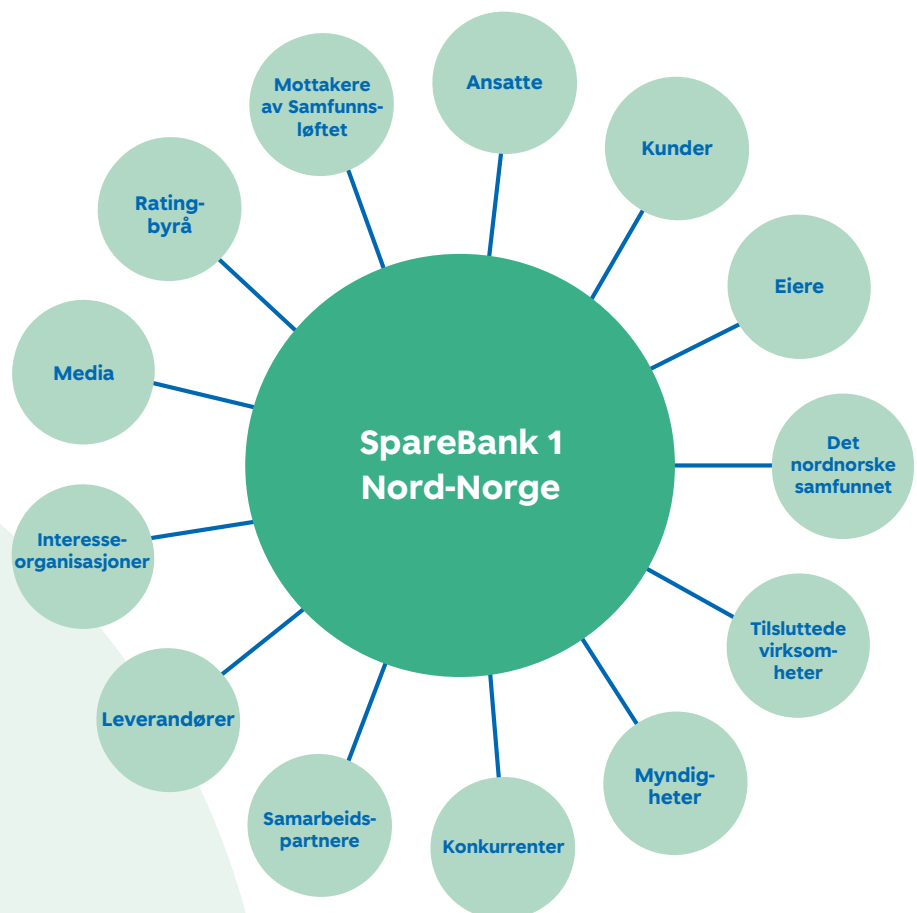 SpareBank 1
Nord-Norge
Ansatte
Kunder
Eiere
Det
nordnorske
samfunnet
Tilsluttede
virksom-
heter
Myndig-
heter
Konkurrenter
Samarbeids-
partnere
Leverandører
Interesse-
organisasjoner
Media
Rating-
byrå
Mottakere
av Samfunns-
løftet